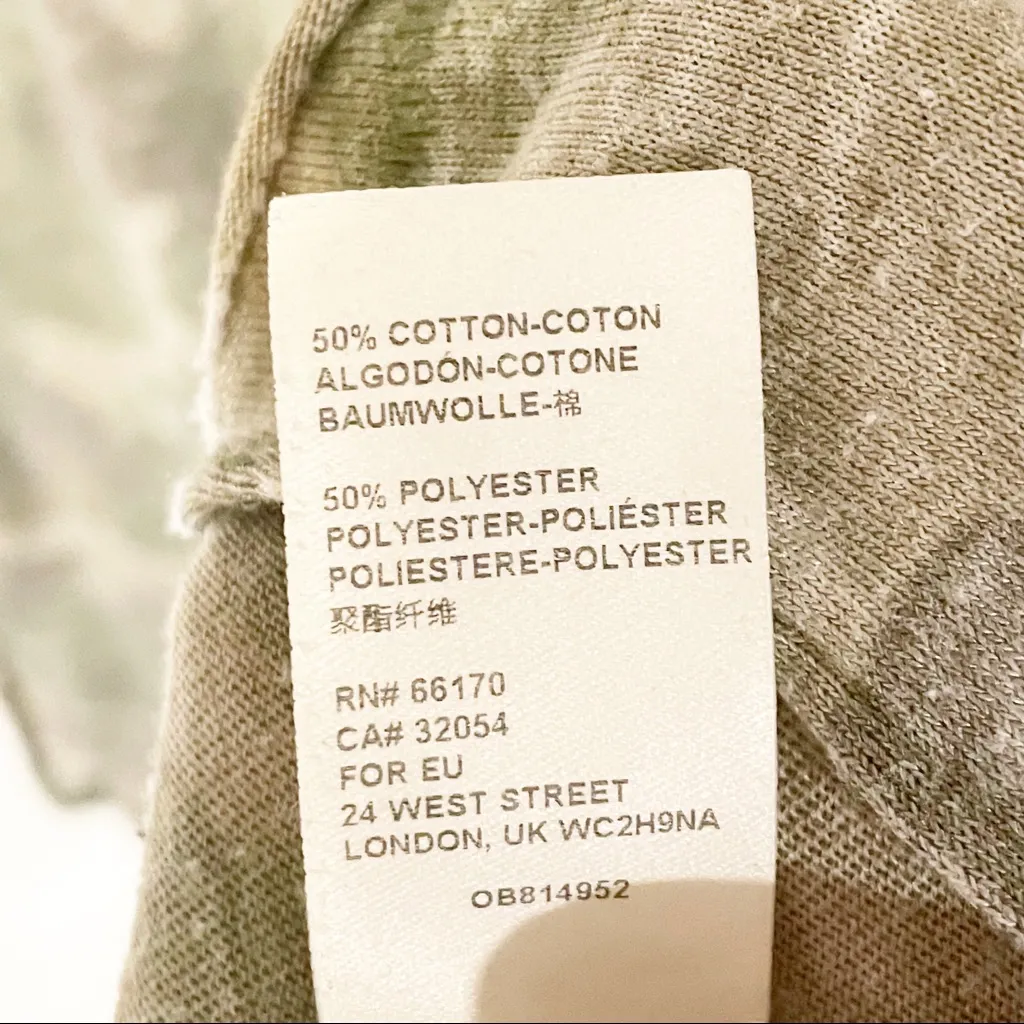 50% COTTON-COTON
ALGODÓN-COTONE
BAUMWOLLE-棉
50% POLYESTER
POLYESTER-POLIÉSTER
POLIESTERE-POLYESTER
聚酯纤维
RN# 66170
CA# 32054
FOR EU
24 WEST STREET
LONDON, UK WC2H9NA
OB814952